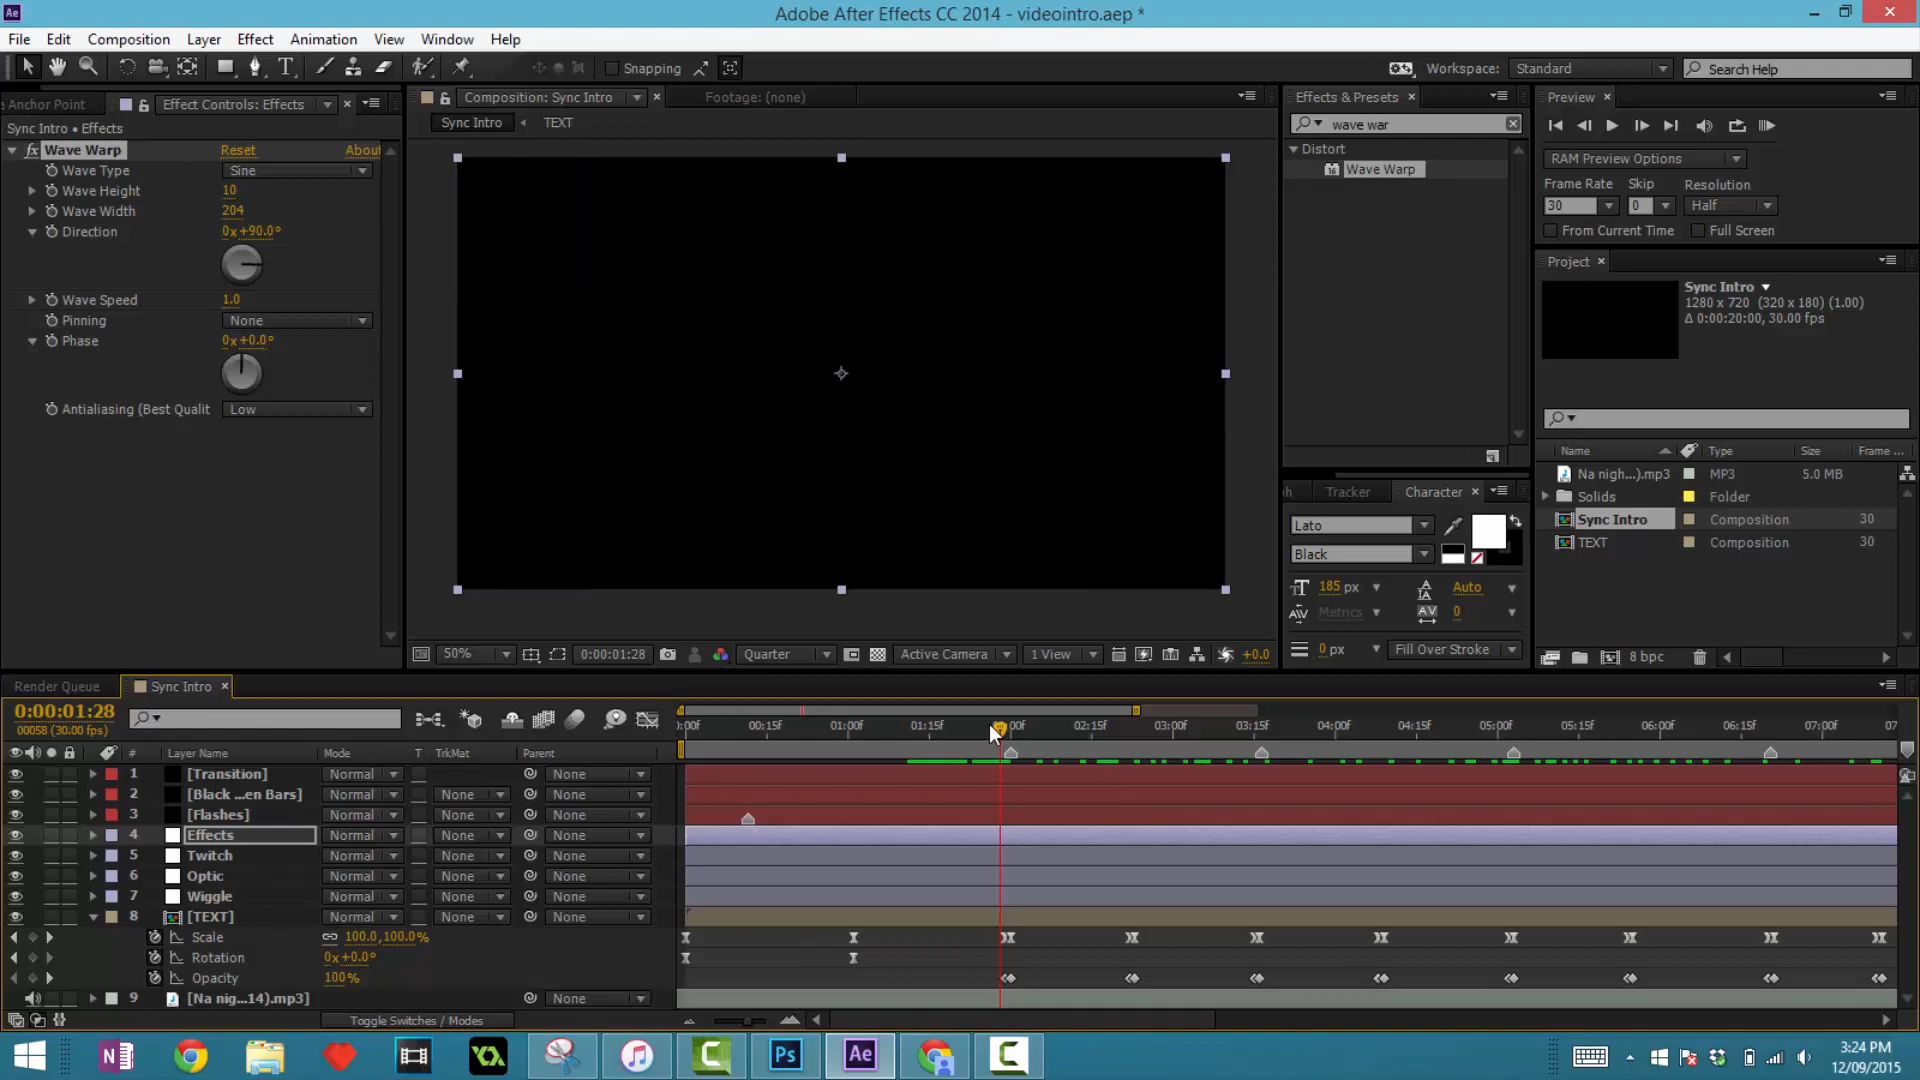 Adobe After Effects CC 2014 - videointro.aep *
File Edit Composition Layer Effect Animation View Window Help
Snapping
Workspace: Standard
Search Help
Anchor Point
Effect Controls: Effects
Sync Intro • Effects
fx Wave Warp Reset About
Wave Type Sine
Wave Height 10
Wave Width 204
Direction 0x+90.0°
Wave Speed 1.0
Pinning None
Phase 0x+0.0°
Antialiasing (Best Qualit Low
Composition: Sync Intro
Footage: (none)
Sync Intro TEXT
50% 0:00:01:28 Quarter Active Camera 1 View +0.0
Effects & Presets
wave war
Distort
Wave Warp
Tracker Character
Lato
Black
185 px Auto
Metrics AV 0
0 px Fill Over Stroke
Preview
RAM Preview Options
Frame Rate Skip Resolution
30 0 Half
From Current Time Full Screen
Project
Sync Intro
1280 x 720 (320 x 180) (1.00)
Δ 0:00:20:00, 30.00 fps
Name Type Size Frame ...
Na nigh...).mp3 MP3 5.0 MB
Solids Folder
Sync Intro Composition 30
TEXT Composition 30
8 bpc
Render Queue Sync Intro
0:00:01:28
00058 (30.00 fps)
:00f 00:15f 01:00f 01:15f 00f 02:15f 03:00f 03:15f 04:00f 04:15f 05:00f 05:15f 06:00f 06:15f 07:00f 07
# Layer Name Mode T TrkMat Parent
1 [Transition] Normal None
2 [Black ...en Bars] Normal None None
3 [Flashes] Normal None None
4 Effects Normal None None
5 Twitch Normal None None
6 Optic Normal None None
7 Wiggle Normal None None
8 [TEXT] Normal None None
Scale 100.0,100.0%
Rotation 0x+0.0°
Opacity 100%
9 [Na nig...14).mp3] None
Toggle Switches / Modes
3:24 PM
12/09/2015